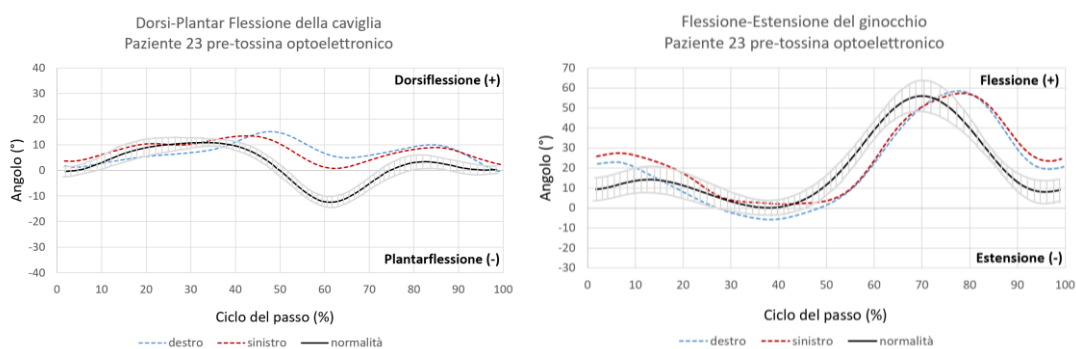 Dorsi-Plantar Flessione della caviglia
Paziente 23 pre-tossina optoelettronico
40
30
20
10
0
-10
-20
-30
-40
Angolo (°)
Dorsiflessione (+)
Plantarflessione (-)
0 10 20 30 40 50 60 70 80 90 100
Ciclo del passo (%)
destro sinistro normalità
Flessione-Estensione del ginocchio
Paziente 23 pre-tossina optoelettronico
70
60
50
40
30
20
10
0
-10
-20
-30
Angolo (°)
Flessione (+)
Estensione (-)
0 10 20 30 40 50 60 70 80 90 100
Ciclo del passo (%)
destro sinistro normalità